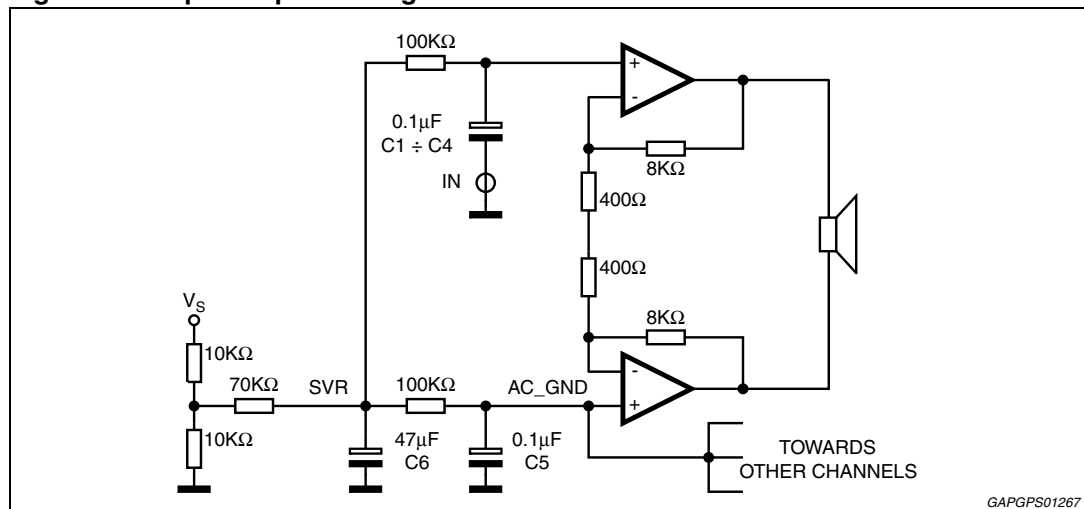 100KΩ
+
-
0.1μF
C1 ÷ C4
8KΩ
IN
400Ω
400Ω
VS
8KΩ
10KΩ
70KΩ
SVR
100KΩ
AC_GND
-
+
10KΩ
47μF
C6
0.1μF
C5
TOWARDS
OTHER CHANNELS
GAPGPS01267